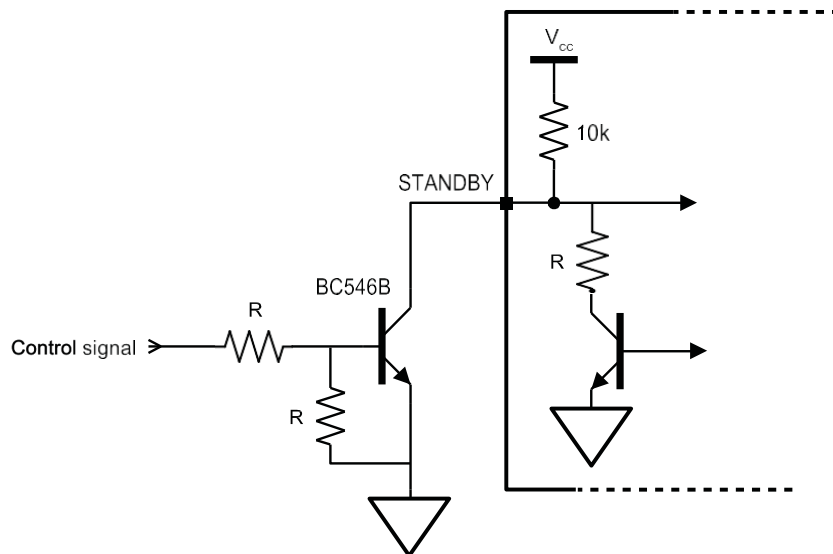 Vcc
10k
STANDBY
R
BC546B
R
Control signal
R